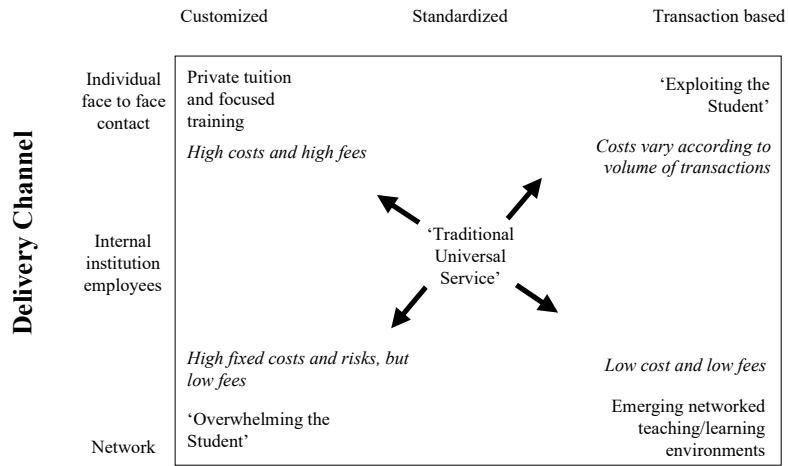 Customized
Standardized
Transaction based
Delivery Channel
Individual
face to face
contact
Private tuition
and focused
training
High costs and high fees
‘Exploiting the
Student’
Costs vary according to
volume of transactions
Internal
institution
employees
‘Traditional
Universal
Service’
High fixed costs and risks, but
low fees
‘Overwhelming the
Student’
Low cost and low fees
Emerging networked
teaching/learning
environments
Network